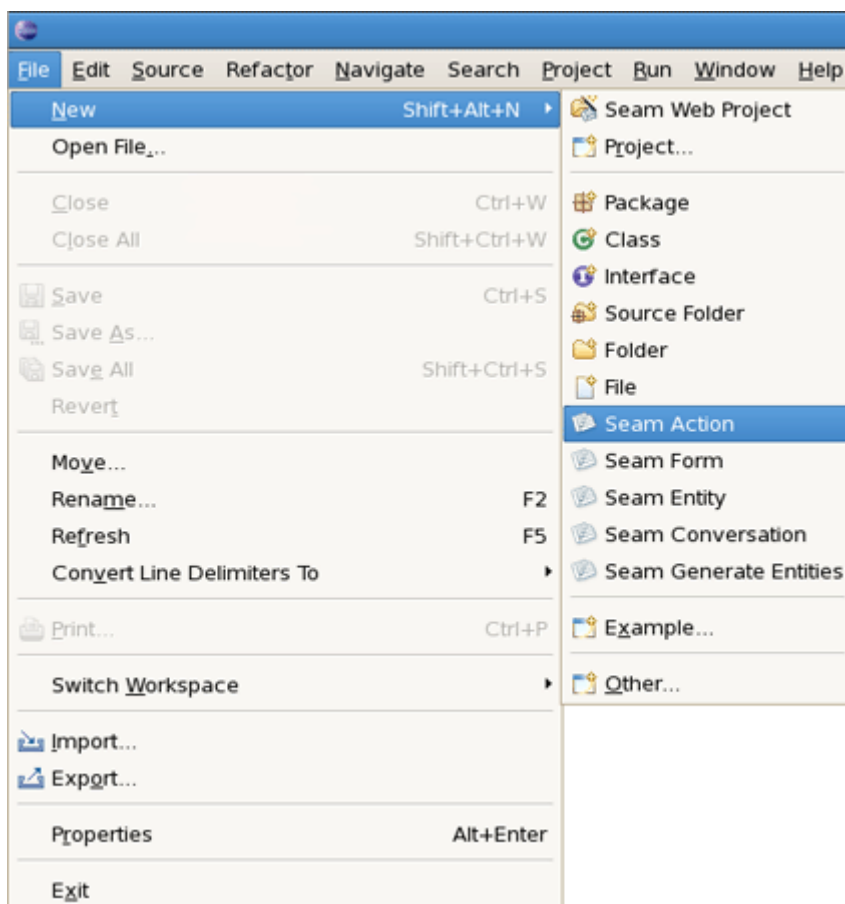 File Edit Source Refactor Navigate Search Project Run Window Help
New Shift+Alt+N
Open File...
Close Ctrl+W
Close All Shift+Ctrl+W
Save Ctrl+S
Save As...
Save All Shift+Ctrl+S
Revert
Move...
Rename... F2
Refresh F5
Convert Line Delimiters To
Print... Ctrl+P
Switch Workspace
Import...
Export...
Properties Alt+Enter
Exit
Seam Web Project
Project...
Package
Class
Interface
Source Folder
Folder
File
Seam Action
Seam Form
Seam Entity
Seam Conversation
Seam Generate Entities
Example...
Other...